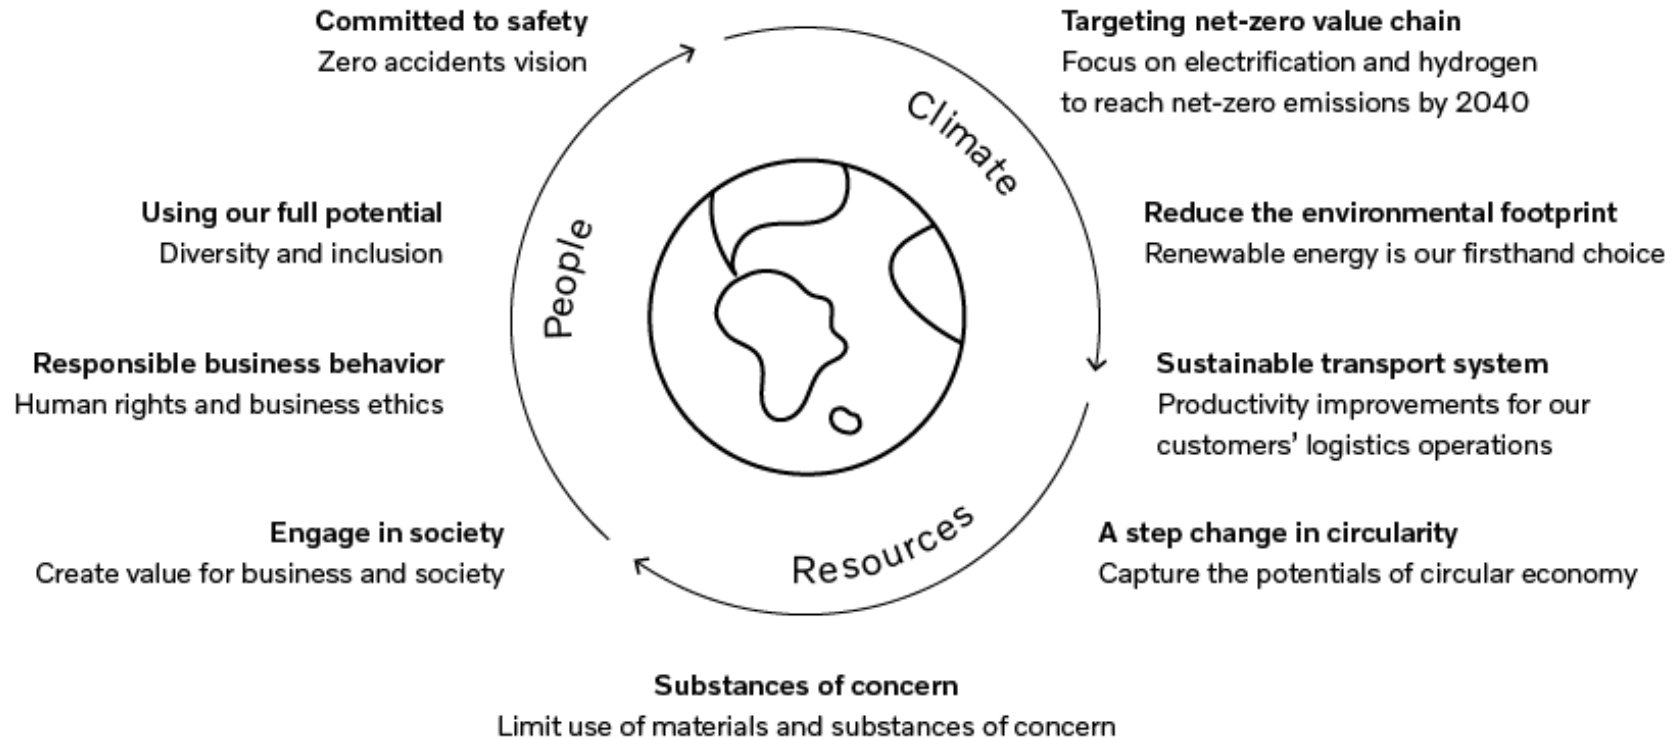 Committed to safety
Zero accidents vision
Targeting net-zero value chain
Focus on electrification and hydrogen
to reach net-zero emissions by 2040
Climate
Using our full potential
Diversity and inclusion
People
Reduce the environmental footprint
Renewable energy is our firsthand choice
Responsible business behavior
Human rights and business ethics
Sustainable transport system
Productivity improvements for our
customers’ logistics operations
Engage in society
Create value for business and society
Resources
A step change in circularity
Capture the potentials of circular economy
Substances of concern
Limit use of materials and substances of concern